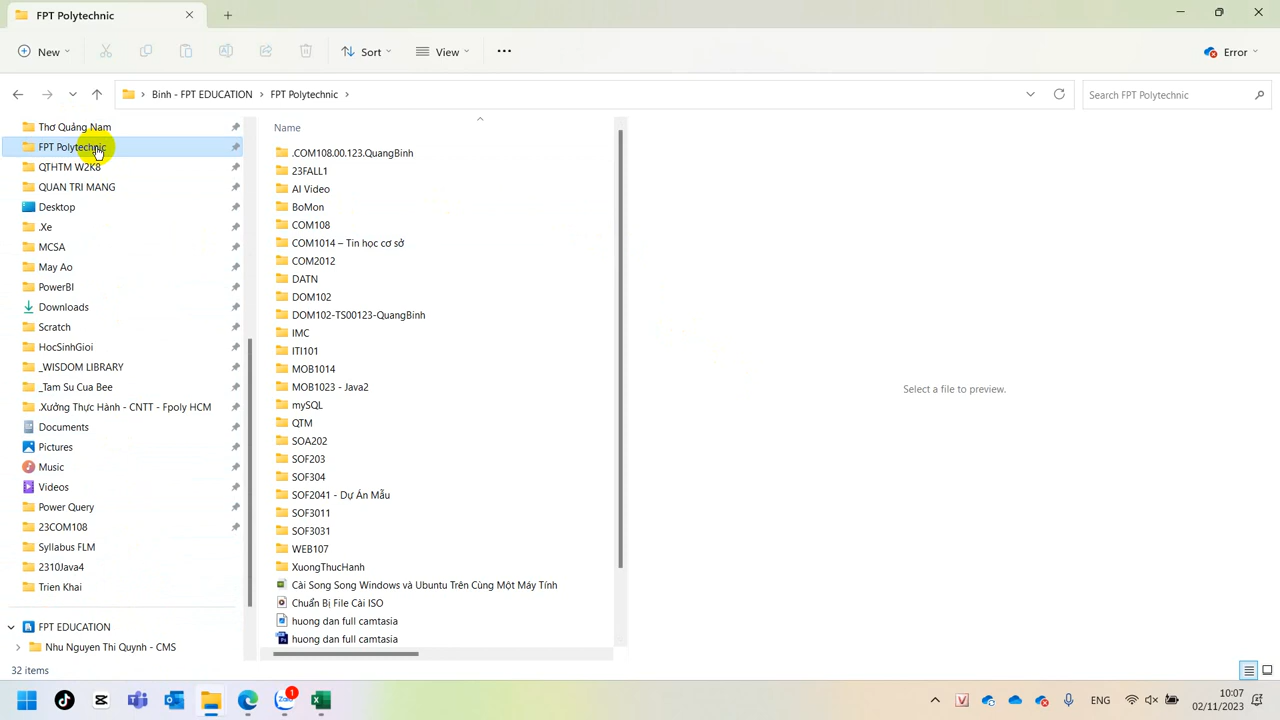 FPT Polytechnic
New
Sort
View
Error
Binh - FPT EDUCATION > FPT Polytechnic >
Search FPT Polytechnic
Thơ Quảng Nam
FPT Polytechnic
QTHTM W2K8
QUAN TRI MANG
Desktop
.Xe
MCSA
May Ao
PowerBI
Downloads
Scratch
HocSinhGioi
_WISDOM LIBRARY
_Tam Su Cua Bee
.Xưởng Thực Hành - CNTT - Fpoly HCM
Documents
Pictures
Music
Videos
Power Query
23COM108
Syllabus FLM
2310Java4
Trien Khai
FPT EDUCATION
Nhu Nguyen Thi Quynh - CMS
Name
.COM108.00.123.QuangBinh
23FALL1
AI Video
BoMon
COM108
COM1014 – Tin học cơ sở
COM2012
DATN
DOM102
DOM102-TS00123-QuangBinh
IMC
ITI101
MOB1014
MOB1023 - Java2
mySQL
QTM
SOA202
SOF203
SOF304
SOF2041 - Dự Án Mẫu
SOF3011
SOF3031
WEB107
XuongThucHanh
Cài Song Song Windows và Ubuntu Trên Cùng Một Máy Tính
Chuẩn Bị File Cài ISO
huong dan full camtasia
huong dan full camtasia
Select a file to preview.
32 items
Zalo
1
ENG
10:07
02/11/2023